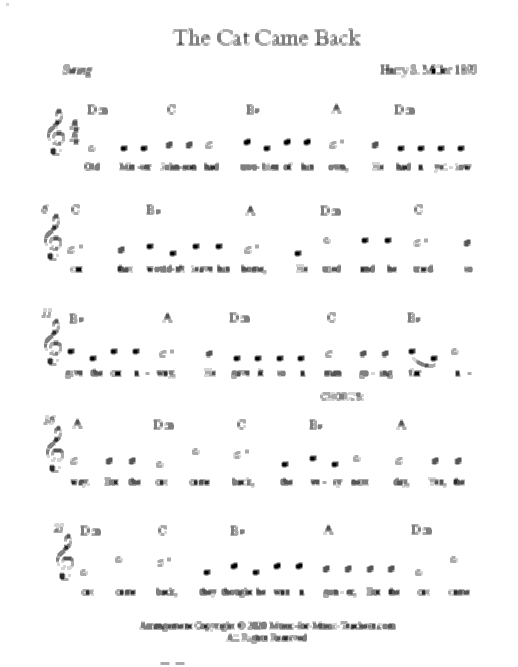 The Cat Came Back
Swing Harry S. Miller 1893
Dm C B♭ A Dm
Old Mis-ter John-son had trou-bles of his own, He had a yel-low
6 C B♭ A Dm C
cat that would-n't leave his home, He tried and he tried to
11 B♭ A Dm C B♭
give the cat a - way, He gave it to a man go-ing far a -
CHORUS:
16 A Dm C B♭ A
way. But the cat came back, the ve-ry next day, Yes, the
21 Dm C B♭ A Dm
cat came back, they thought he was a gon-er, But the cat came
Arrangement Copyright © 2020 Music-for-Music-Teachers.com
All Rights Reserved